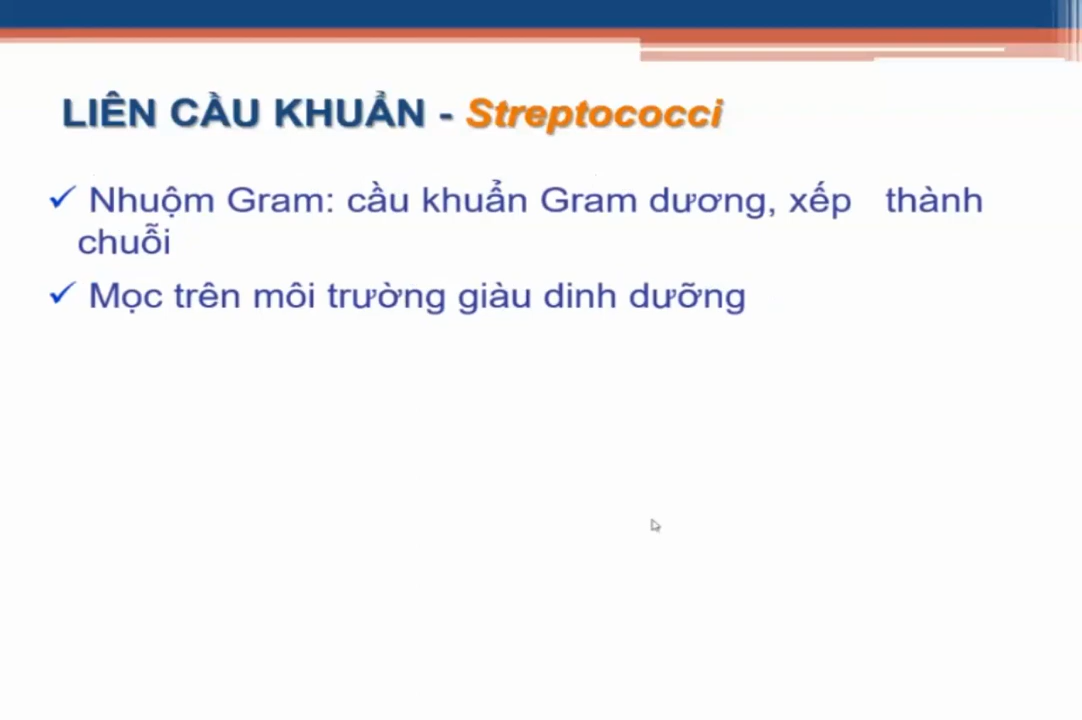 LIÊN CẦU KHUẨN - Streptococci
✓ Nhuộm Gram: cầu khuẩn Gram dương, xếp thành
chuỗi
✓ Mọc trên môi trường giàu dinh dưỡng